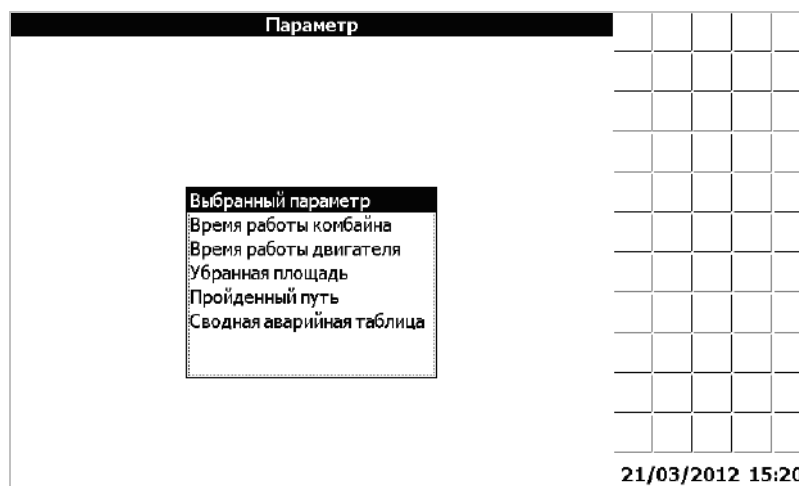 Параметр
Выбранный параметр
Время работы комбайна
Время работы двигателя
Убранная площадь
Пройденный путь
Сводная аварийная таблица
21/03/2012 15:20